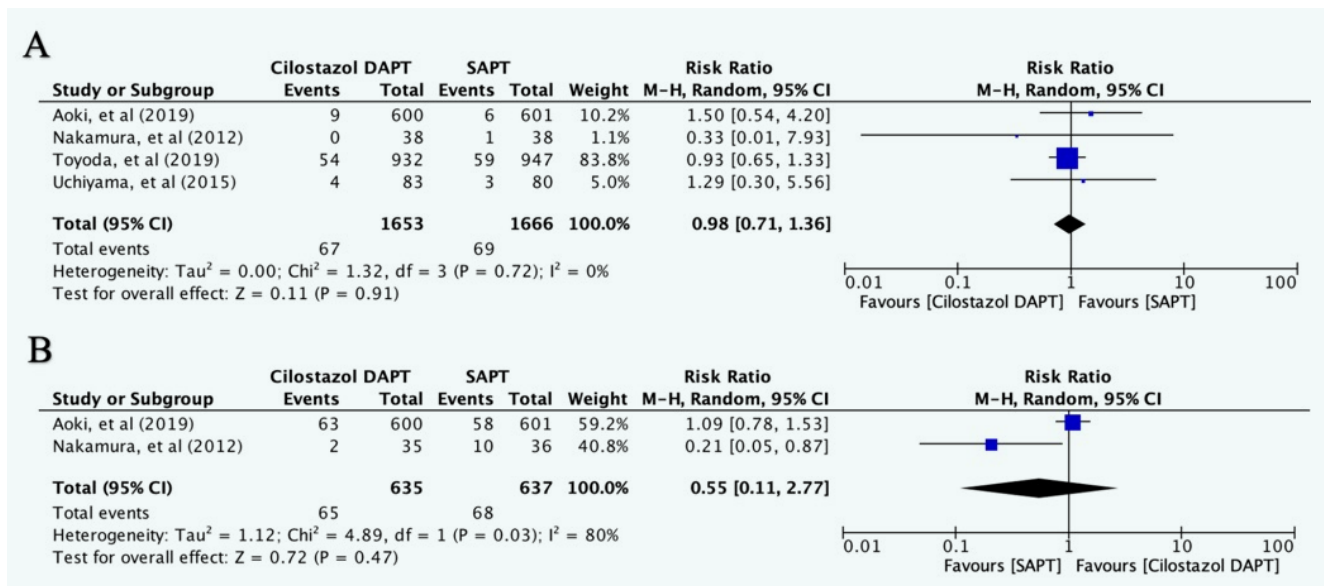 A
Cilostazol DAPT SAPT Risk Ratio Risk Ratio
Study or Subgroup Events Total Events Total Weight M-H, Random, 95% CI M-H, Random, 95% CI
Aoki, et al (2019) 9 600 6 601 10.2% 1.50 [0.54, 4.20]
Nakamura, et al (2012) 0 38 1 38 1.1% 0.33 [0.01, 7.93]
Toyoda, et al (2019) 54 932 59 947 83.8% 0.93 [0.65, 1.33]
Uchiyama, et al (2015) 4 83 3 80 5.0% 1.29 [0.30, 5.56]
Total (95% CI) 1653 1666 100.0% 0.98 [0.71, 1.36]
Total events 67 69
Heterogeneity: Tau² = 0.00; Chi² = 1.32, df = 3 (P = 0.72); I² = 0%
Test for overall effect: Z = 0.11 (P = 0.91)
0.01 0.1 1 10 100
Favours [Cilostazol DAPT] Favours [SAPT]
B
Cilostazol DAPT SAPT Risk Ratio Risk Ratio
Study or Subgroup Events Total Events Total Weight M-H, Random, 95% CI M-H, Random, 95% CI
Aoki, et al (2019) 63 600 58 601 59.2% 1.09 [0.78, 1.53]
Nakamura, et al (2012) 2 35 10 36 40.8% 0.21 [0.05, 0.87]
Total (95% CI) 635 637 100.0% 0.55 [0.11, 2.77]
Total events 65 68
Heterogeneity: Tau² = 1.12; Chi² = 4.89, df = 1 (P = 0.03); I² = 80%
Test for overall effect: Z = 0.72 (P = 0.47)
0.01 0.1 1 10 100
Favours [SAPT] Favours [Cilostazol DAPT]